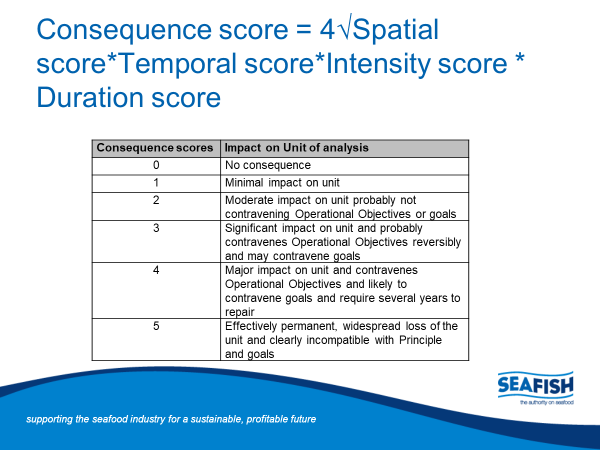 Consequence score = 4√Spatial
score*Temporal score*Intensity score *
Duration score
Consequence scores Impact on Unit of analysis
0 No consequence
1 Minimal impact on unit
2 Moderate impact on unit probably not
contravening Operational Objectives or goals
3 Significant impact on unit and probably
contravenes Operational Objectives reversibly
and may contravene goals
4 Major impact on unit and contravenes
Operational Objectives and likely to
contravene goals and require several years to
repair
5 Effectively permanent, widespread loss of the
unit and clearly incompatible with Principle
and goals
SEAFISH
the authority on seafood
supporting the seafood industry for a sustainable, profitable future